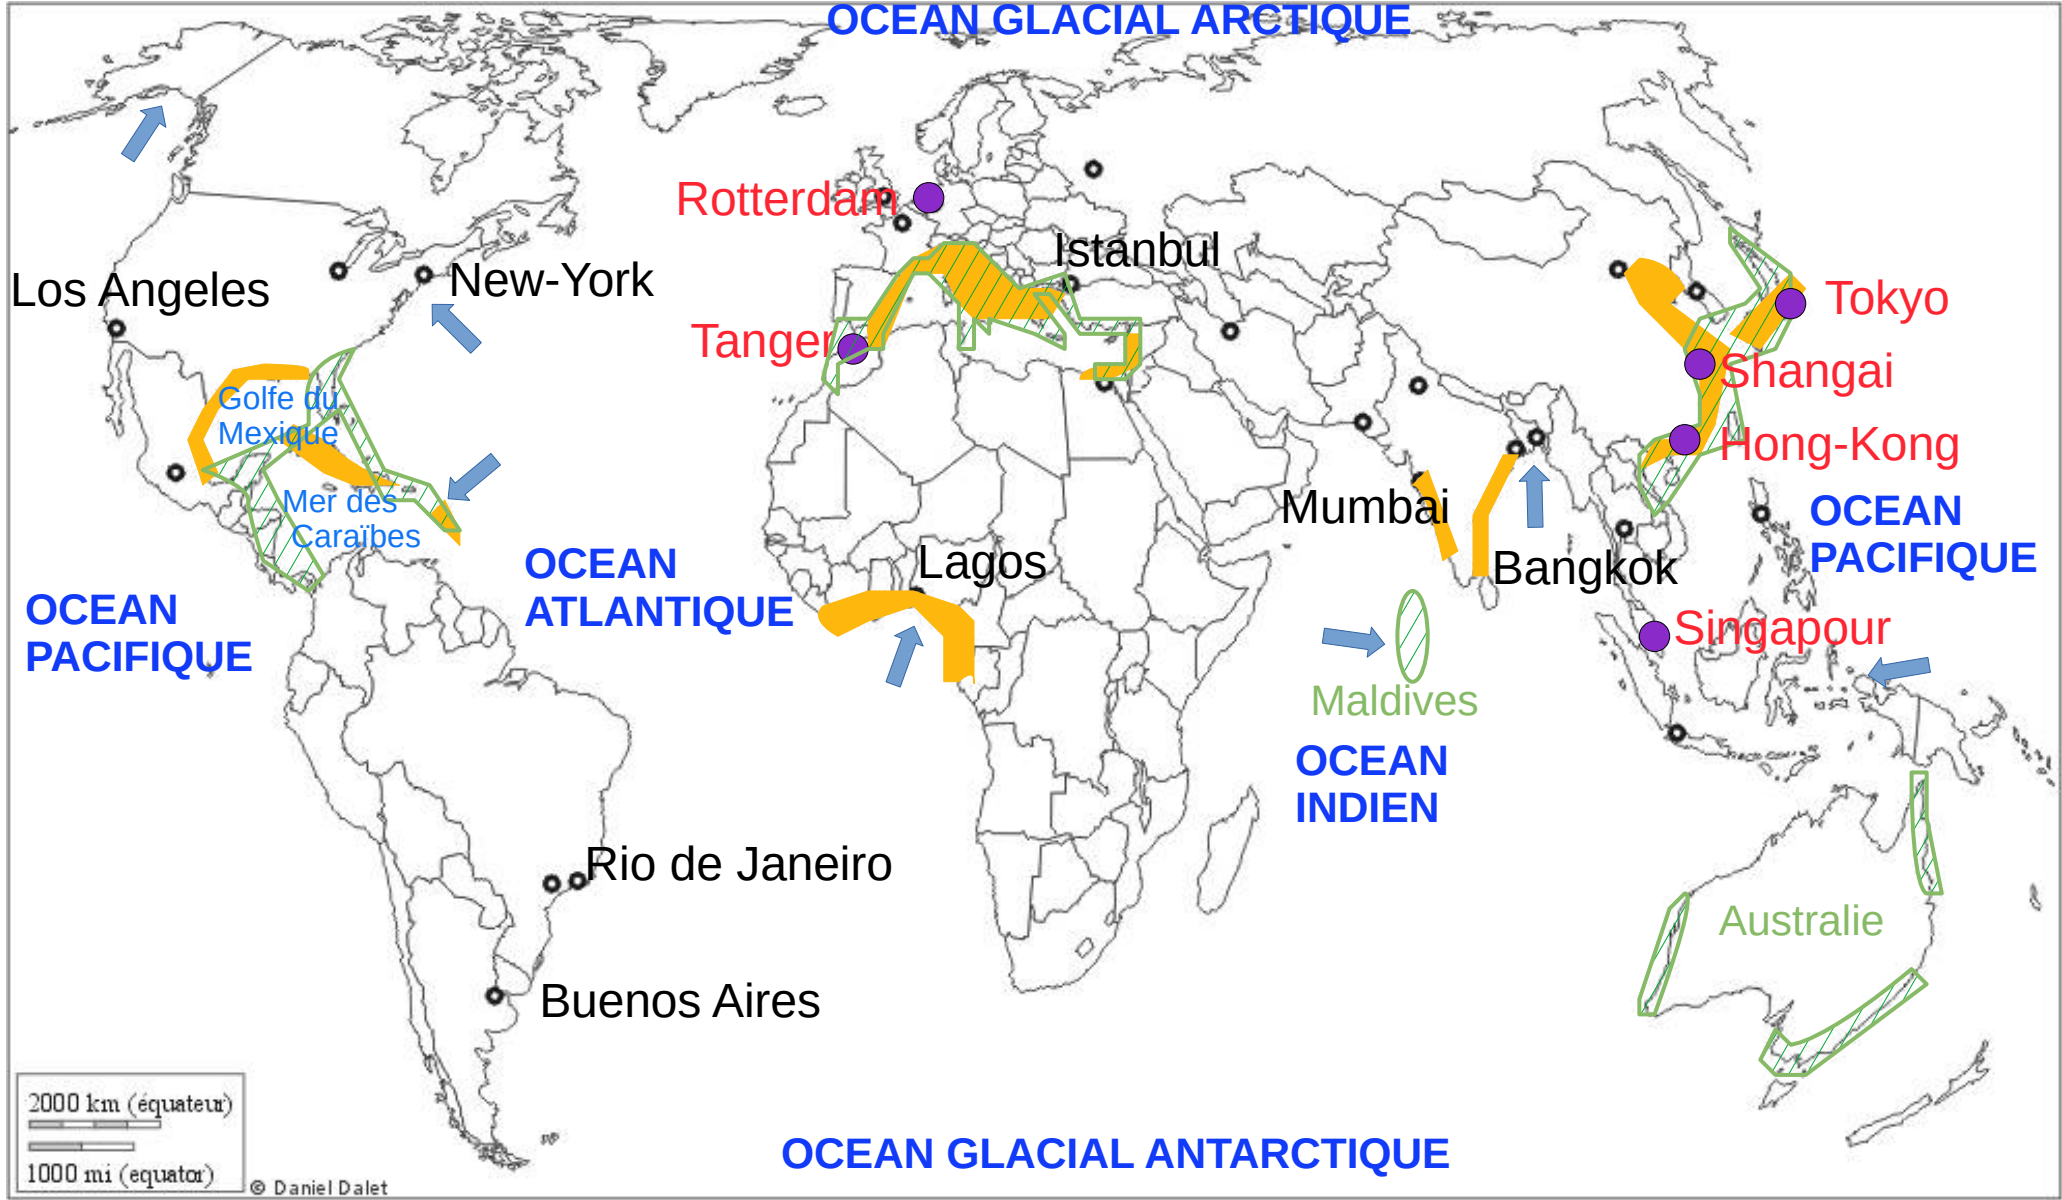 OCEAN GLACIAL ARCTIQUE
Rotterdam
Istanbul
New-York
Los Angeles
Tokyo
Tanger
Shangai
Golfe du
Mexique
Hong-Kong
Mer des
Caraïbes
Mumbai
OCEAN
PACIFIQUE
Lagos
Bangkok
OCEAN
ATLANTIQUE
OCEAN
PACIFIQUE
Singapour
Maldives
OCEAN
INDIEN
Rio de Janeiro
Australie
Buenos Aires
2000 km (équateur)
1000 mi (equator)
OCEAN GLACIAL ANTARCTIQUE
© Daniel Dalet